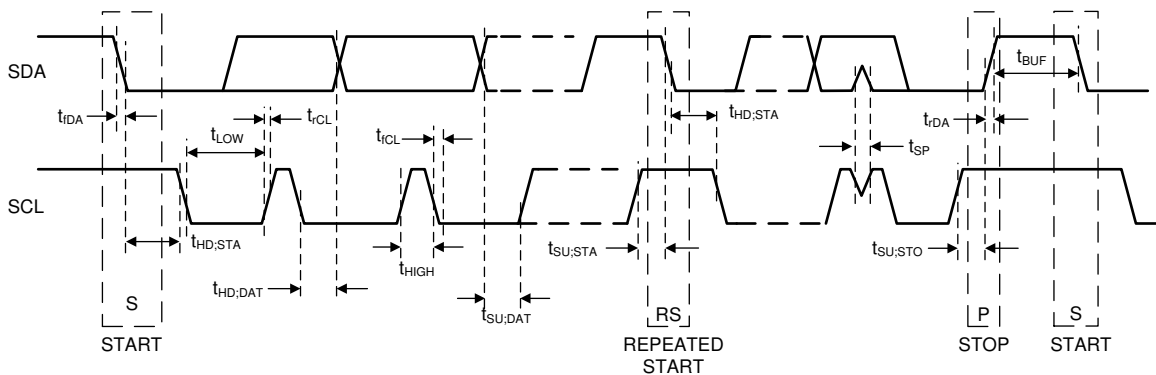 SDA
t_BUF
t_fDA
t_LOW
t_rCL
t_fCL
t_HD;STA
t_rDA
t_SP
SCL
t_HD;STA
t_HIGH
t_SU;STA
t_SU;STO
t_HD;DAT
t_SU;DAT
S
RS
P
S
START
REPEATED
START
STOP
START